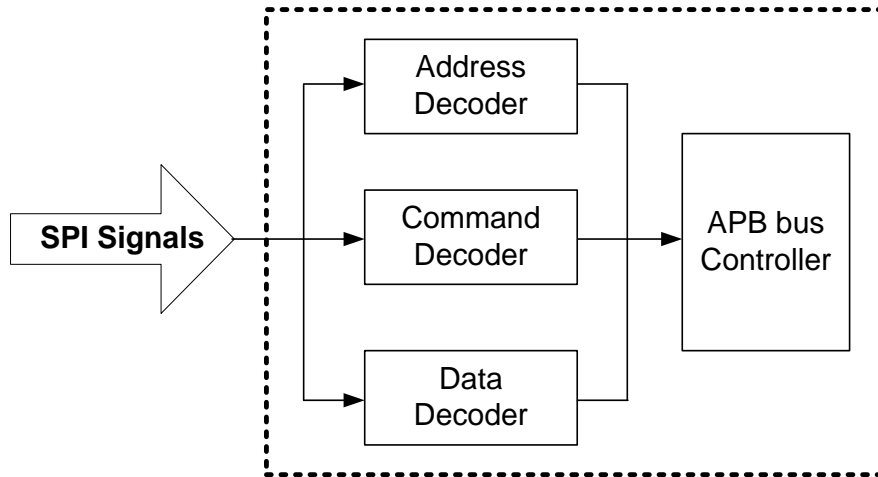 Address
Decoder
SPI Signals
Command
Decoder
APB bus
Controller
Data
Decoder